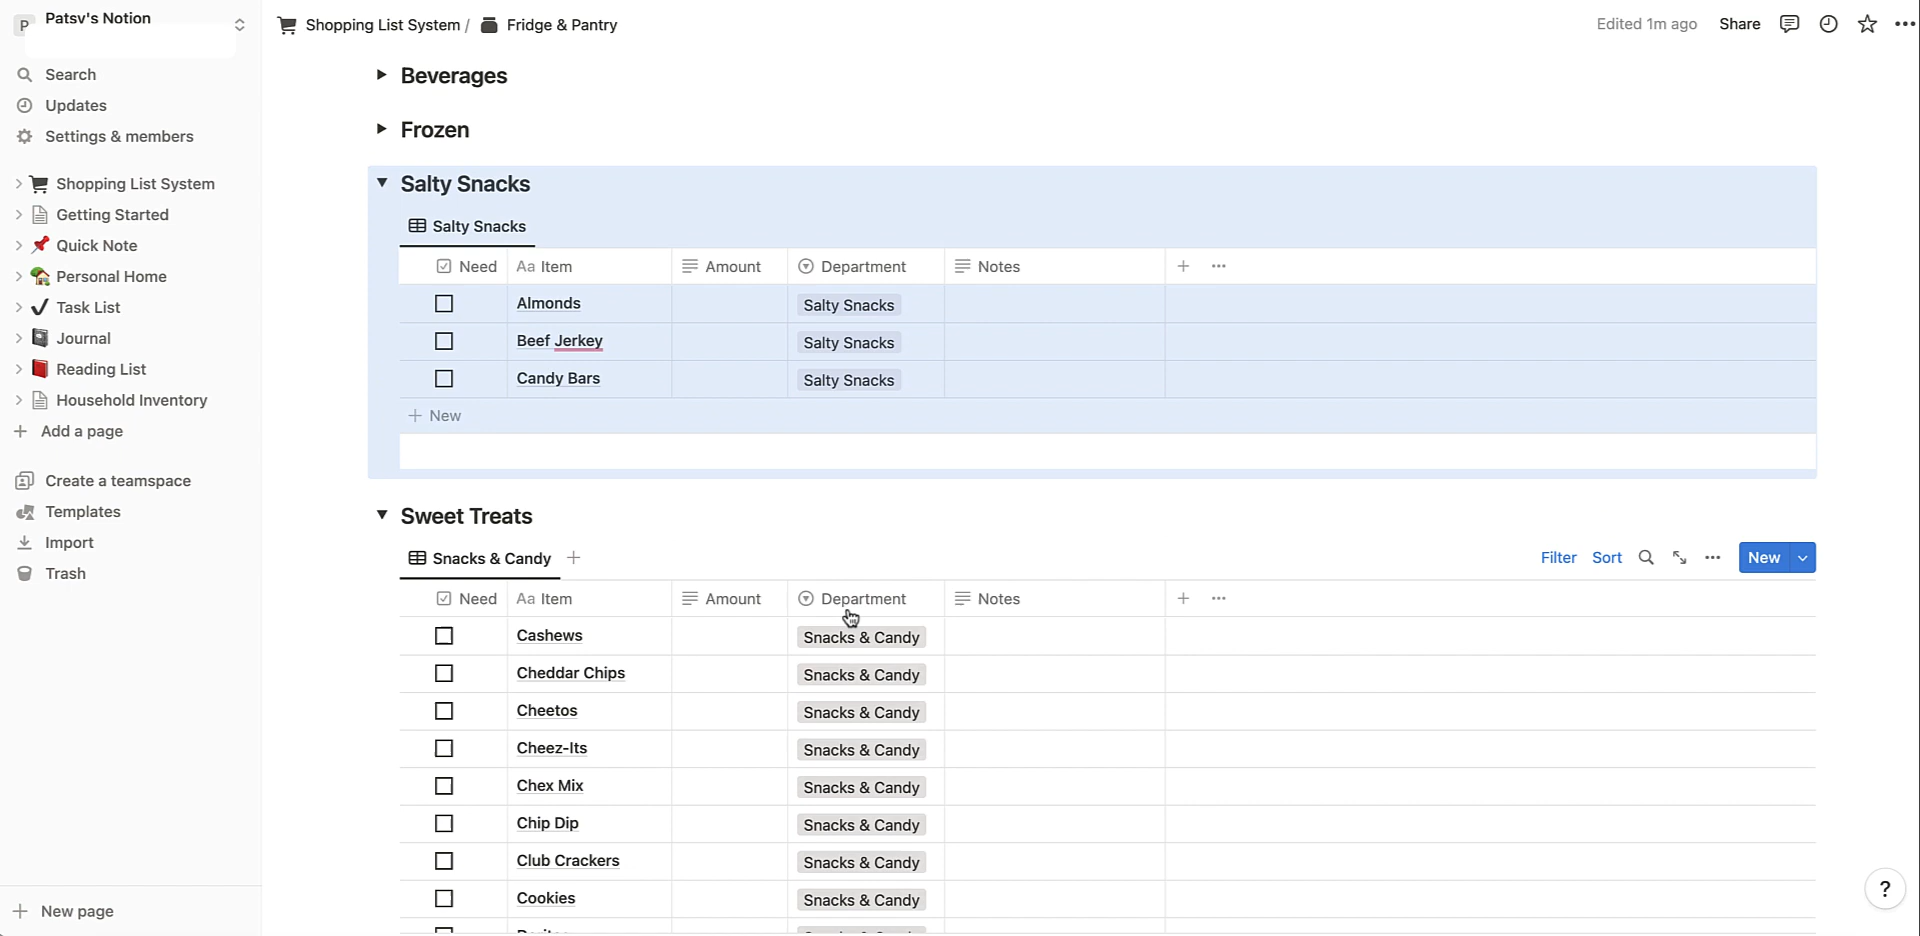 P Patsv's Notion
Search
Updates
Settings & members
Shopping List System
Getting Started
Quick Note
Personal Home
Task List
Journal
Reading List
Household Inventory
+ Add a page
Create a teamspace
Templates
Import
Trash
+ New page
Shopping List System / Fridge & Pantry
Edited 1m ago Share
Beverages
Frozen
Salty Snacks
Salty Snacks
Need Aa Item Amount Department Notes + ...
Almonds Salty Snacks
Beef Jerkey Salty Snacks
Candy Bars Salty Snacks
+ New
Sweet Treats
Snacks & Candy +
Filter Sort ... New
Need Aa Item Amount Department Notes + ...
Cashews Snacks & Candy
Cheddar Chips Snacks & Candy
Cheetos Snacks & Candy
Cheez-Its Snacks & Candy
Chex Mix Snacks & Candy
Chip Dip Snacks & Candy
Club Crackers Snacks & Candy
Cookies Snacks & Candy
?